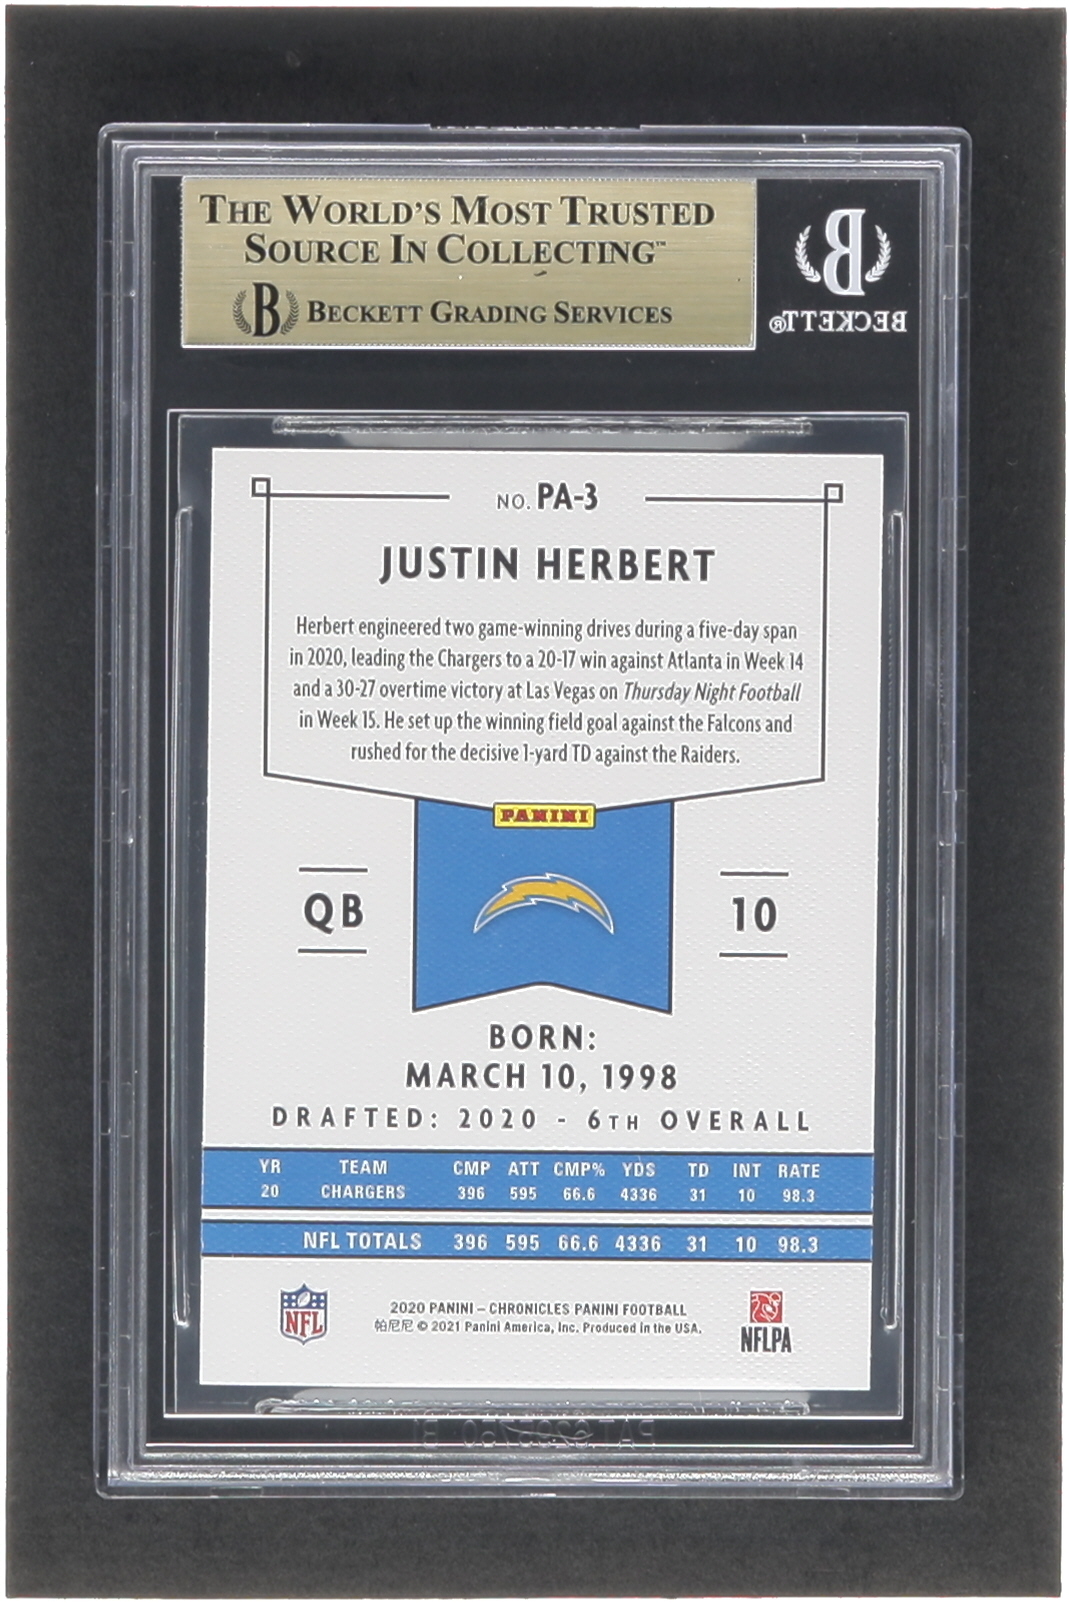 THE WORLD'S MOST TRUSTED
SOURCE IN COLLECTING™
B BECKETT GRADING SERVICES
B
BECKETT®
NO. PA-3
JUSTIN HERBERT
Herbert engineered two game-winning drives during a five-day span
in 2020, leading the Chargers to a 20-17 win against Atlanta in Week 14
and a 30-27 overtime victory at Las Vegas on Thursday Night Football
in Week 15. He set up the winning field goal against the Falcons and
rushed for the decisive 1-yard TD against the Raiders.
PANINI
QB
10
BORN:
MARCH 10, 1998
DRAFTED: 2020 - 6TH OVERALL
YR TEAM CMP ATT CMP% YDS TD INT RATE
20 CHARGERS 396 595 66.6 4336 31 10 98.3
NFL TOTALS 396 595 66.6 4336 31 10 98.3
NFL
2020 PANINI – CHRONICLES PANINI FOOTBALL
帕尼尼 © 2021 Panini America, Inc. Produced in the USA.
NFLPA